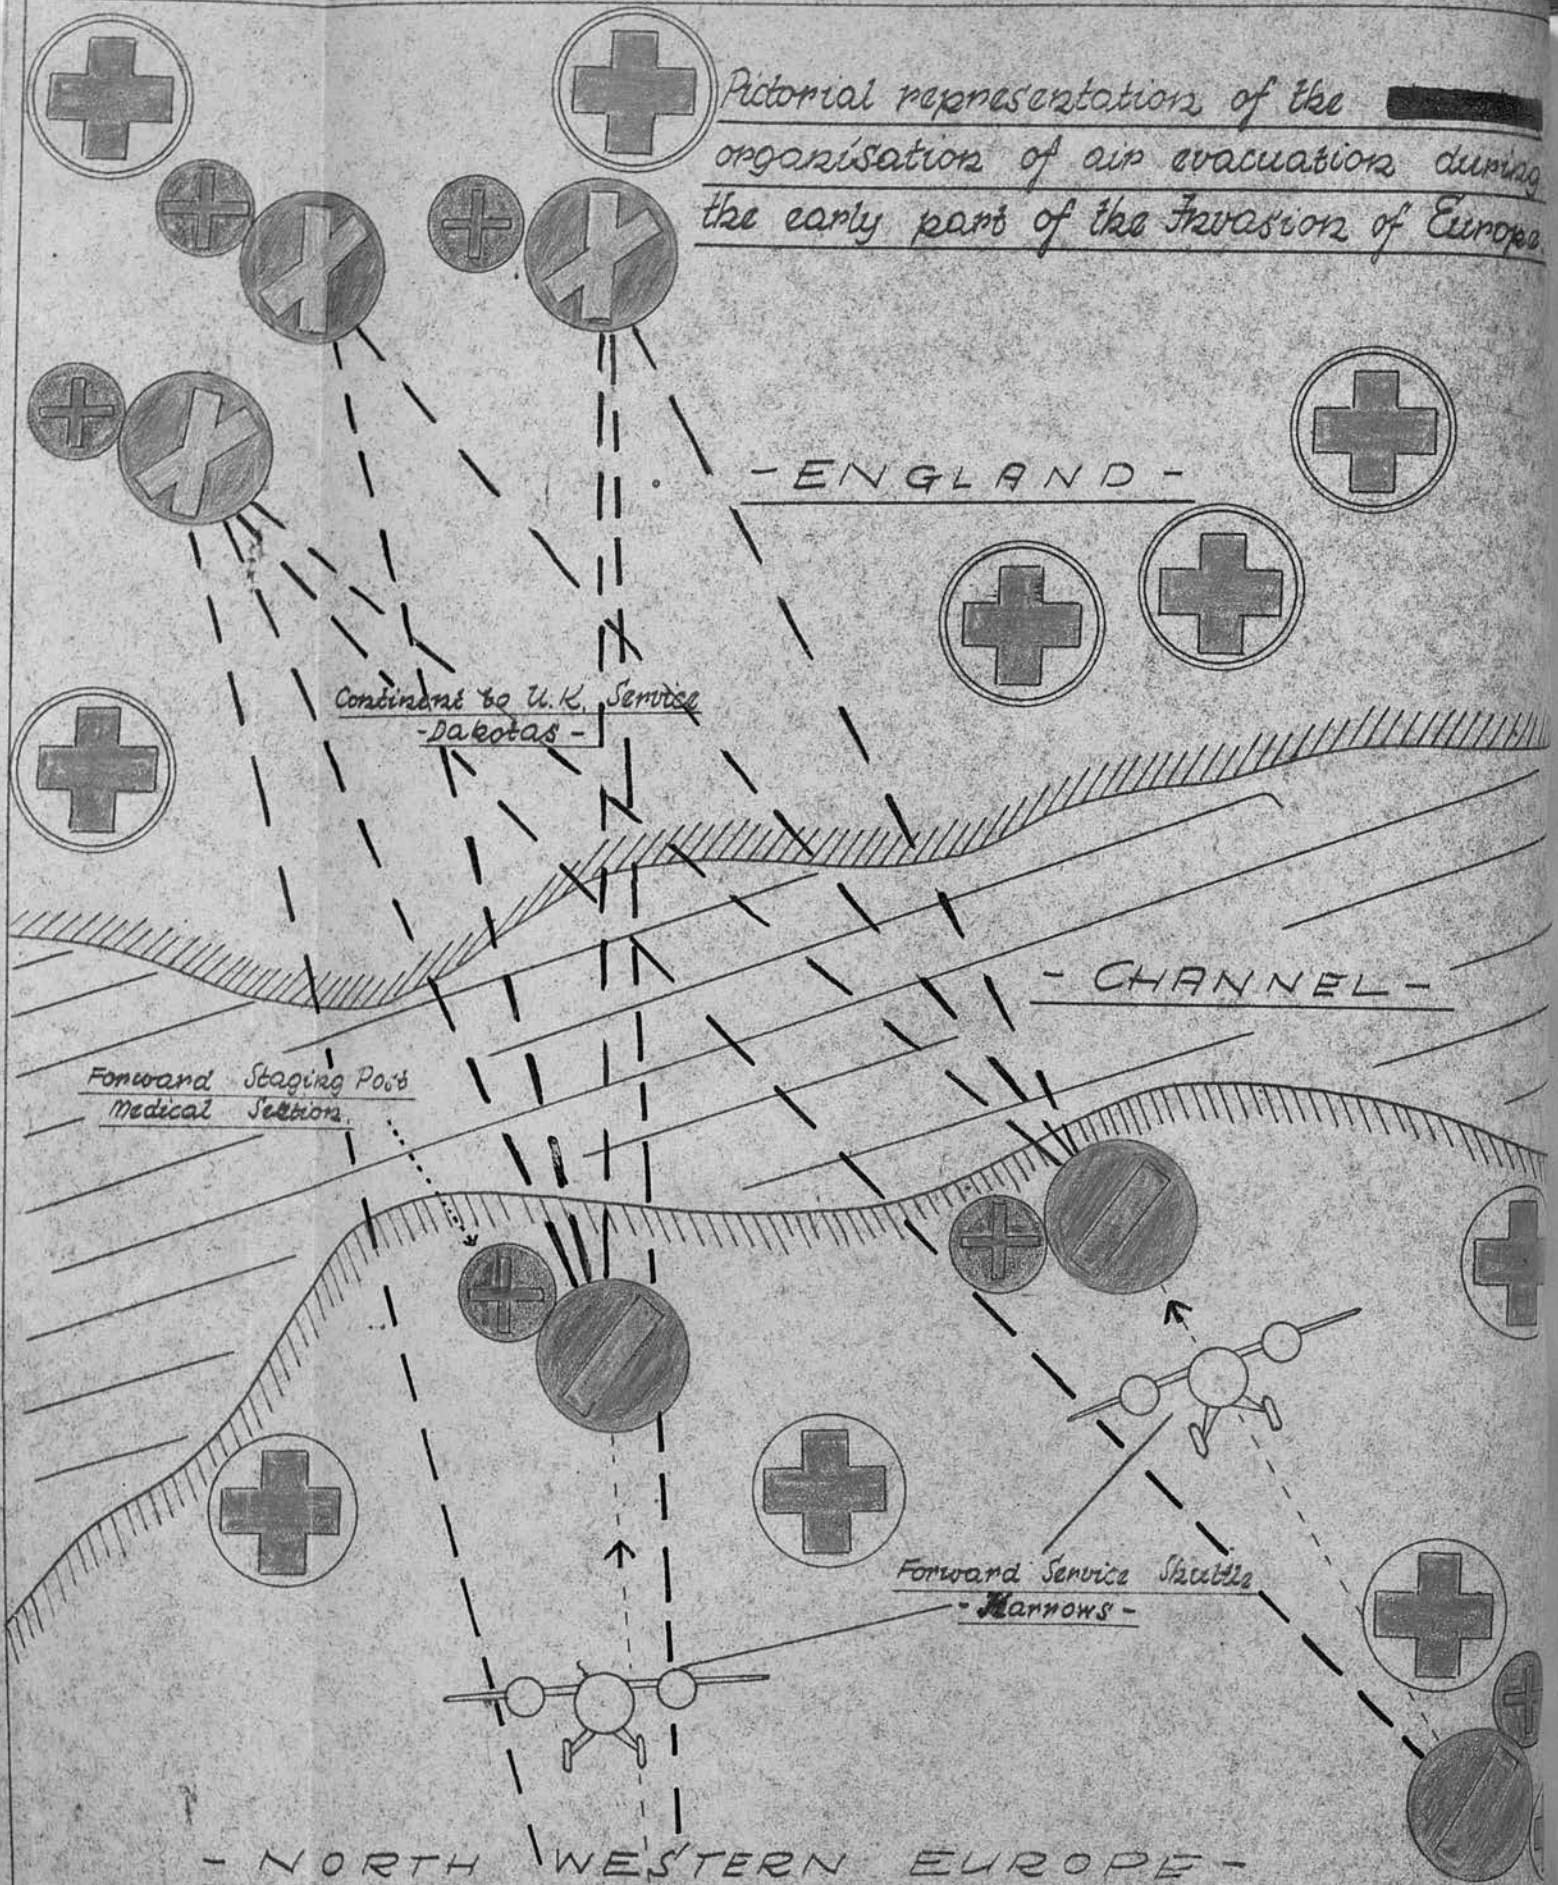 Pictorial representation of the
organisation of air evacuation during
the early part of the Invasion of Europe.
- ENGLAND -
Continent to U.K. Service
- Dakotas -
- CHANNEL -
Forward Staging Post
Medical Section.
Forward Service Shuttle
- Harrows -
- NORTH WESTERN EUROPE -